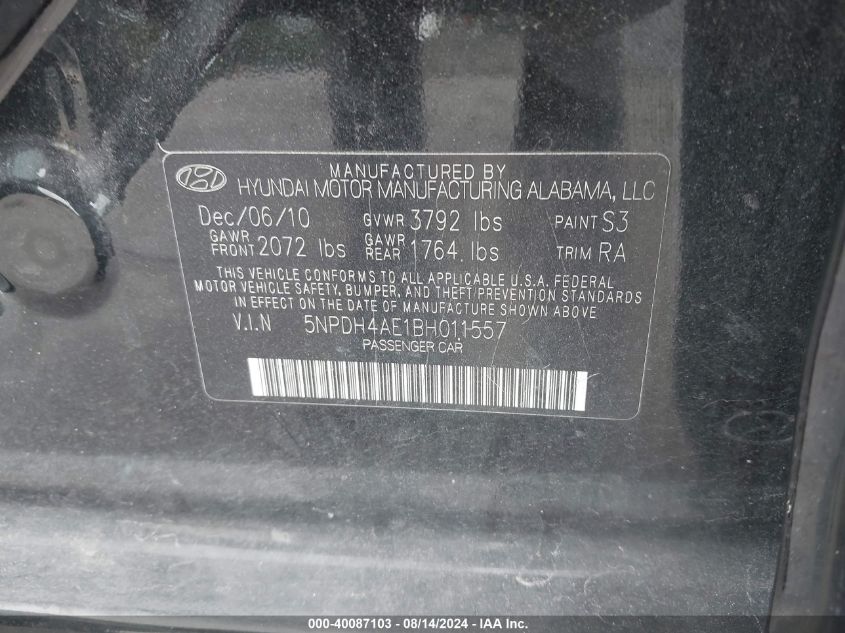 MANUFACTURED BY
HYUNDAI MOTOR MANUFACTURING ALABAMA, LLC
Dec/06/10 GVWR 3792 lbs PAINT S3
GAWR FRONT 2072 lbs GAWR REAR 1764 lbs TRIM RA
THIS VEHICLE CONFORMS TO ALL APPLICABLE U.S.A. FEDERAL
MOTOR VEHICLE SAFETY, BUMPER, AND THEFT PREVENTION STANDARDS
IN EFFECT ON THE DATE OF MANUFACTURE SHOWN ABOVE
V.I.N 5NPDH4AE1BH011557
PASSENGER CAR
000-40087103 - 08/14/2024 - IAA Inc.